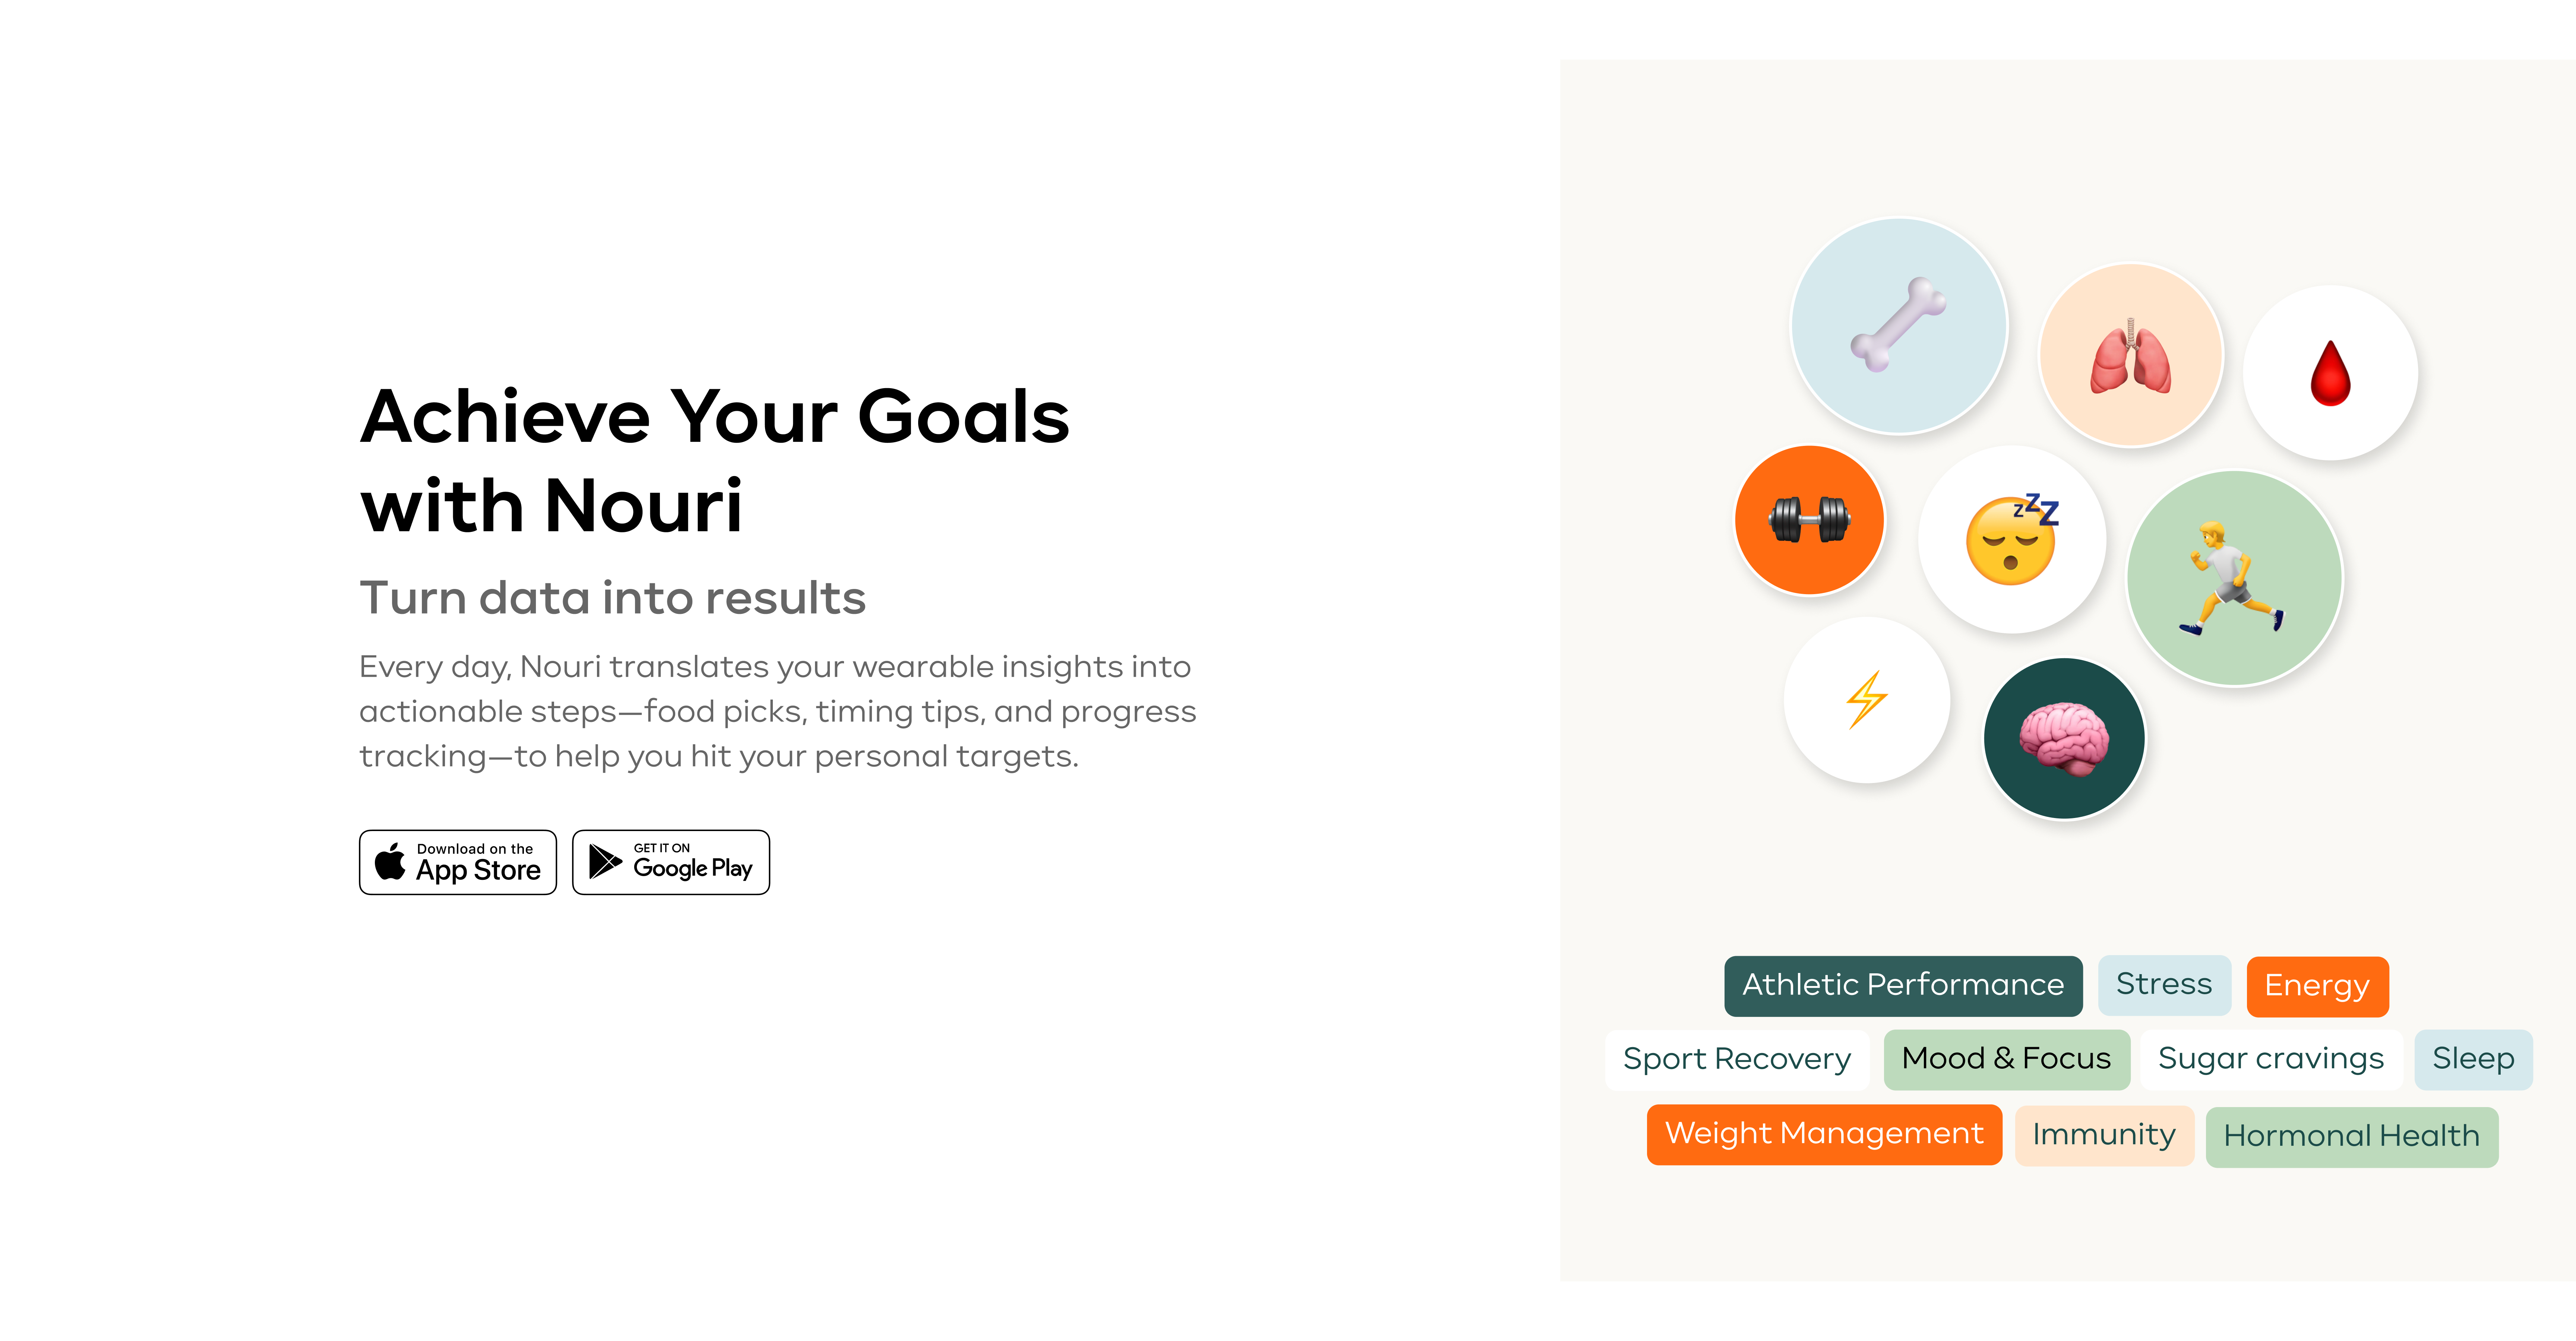 Achieve Your Goals
with Nouri
Turn data into results
Every day, Nouri translates your wearable insights into
actionable steps—food picks, timing tips, and progress
tracking—to help you hit your personal targets.
Download on the
App Store
GET IT ON
Google Play
zzz
Athletic Performance
Stress
Energy
Sport Recovery
Mood & Focus
Sugar cravings
Sleep
Weight Management
Immunity
Hormonal Health